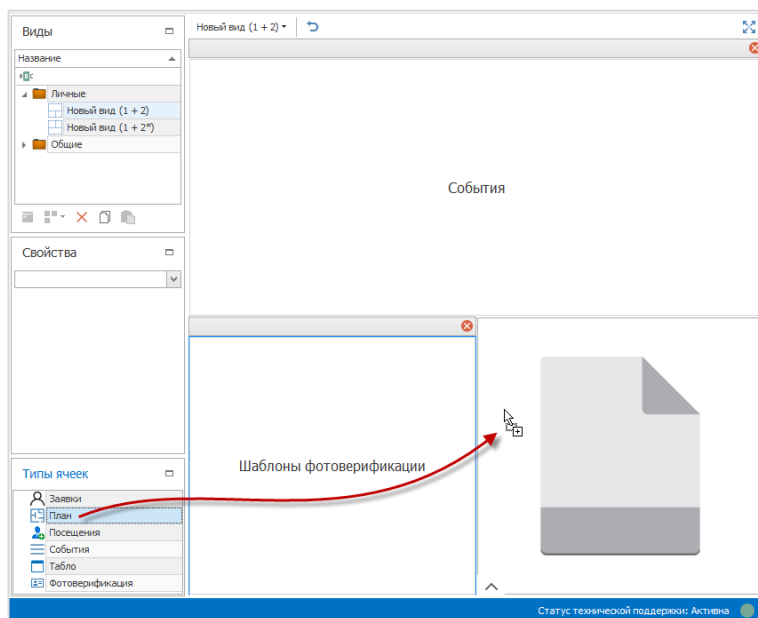 Виды
Название
Личные
Новый вид (1 + 2)
Новый вид (1 + 2*)
Общие
Свойства
Типы ячеек
Заявки
План
Посещения
События
Табло
Фотоверификация
Новый вид (1 + 2)
События
Шаблоны фотоверификации
Статус технической поддержки: Активна